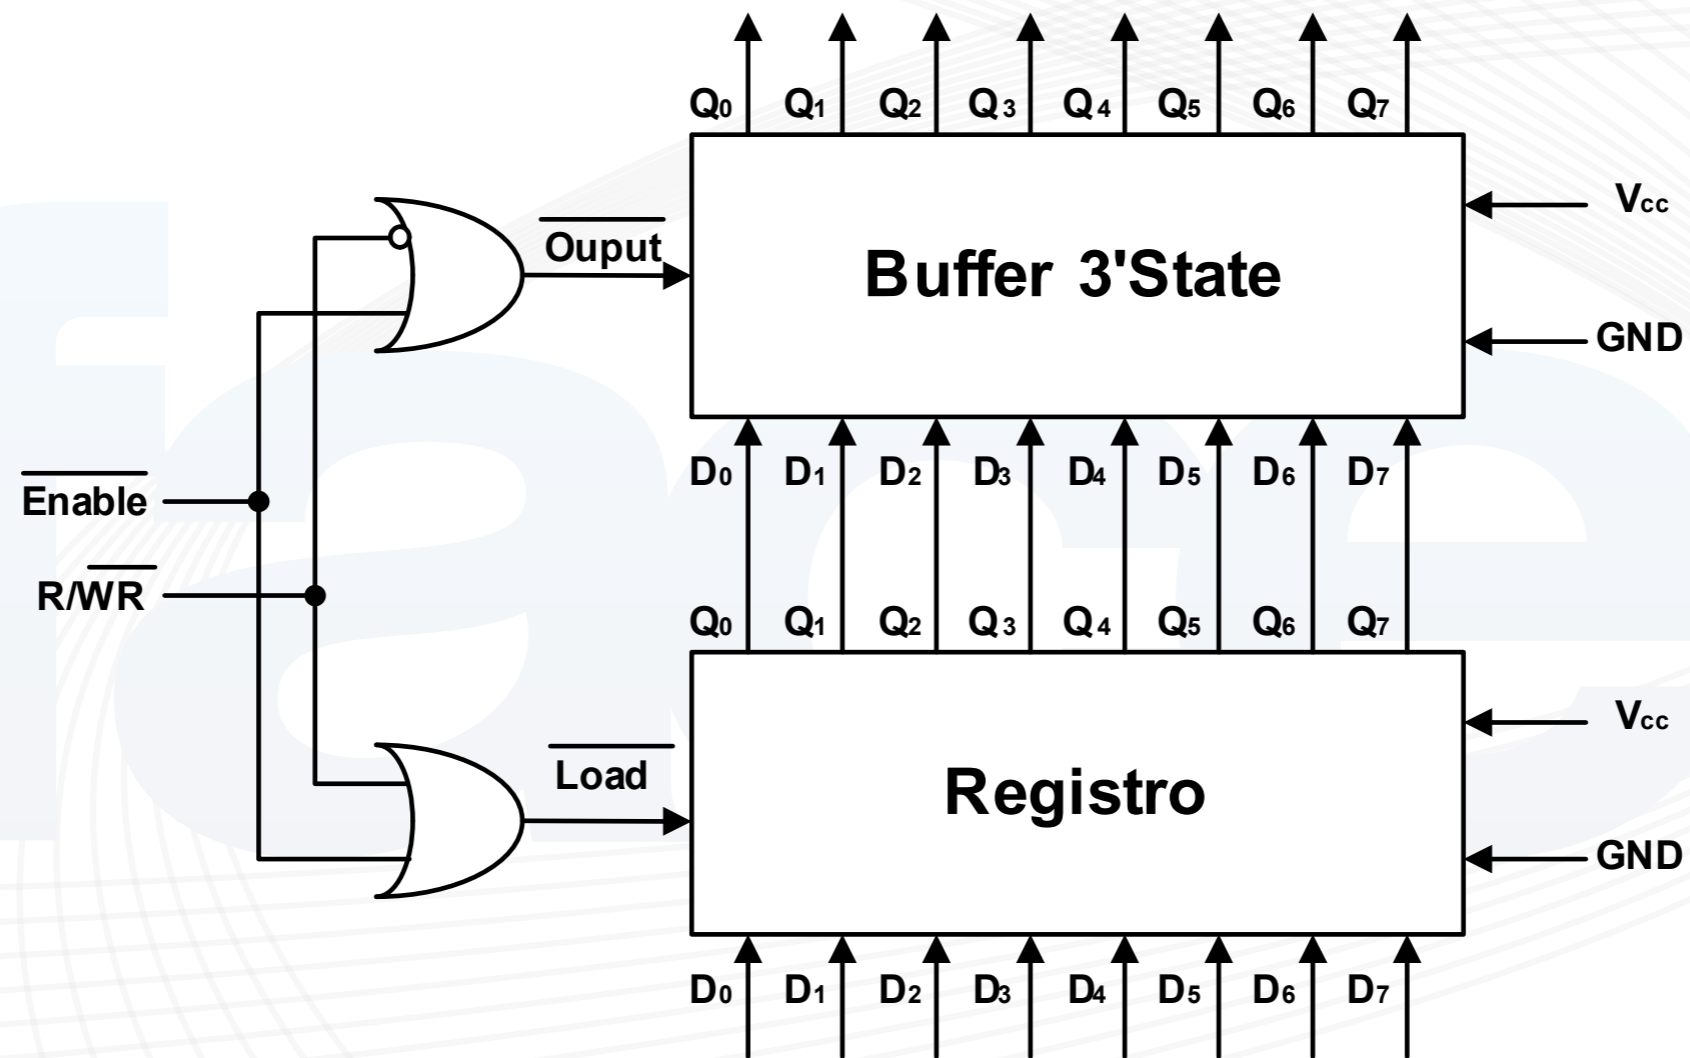 Q0 Q1 Q2 Q3 Q4 Q5 Q6 Q7
Vcc
Ouput
Buffer 3'State
GND
D0 D1 D2 D3 D4 D5 D6 D7
Enable
R/WR
Q0 Q1 Q2 Q3 Q4 Q5 Q6 Q7
Vcc
Load
Registro
GND
D0 D1 D2 D3 D4 D5 D6 D7